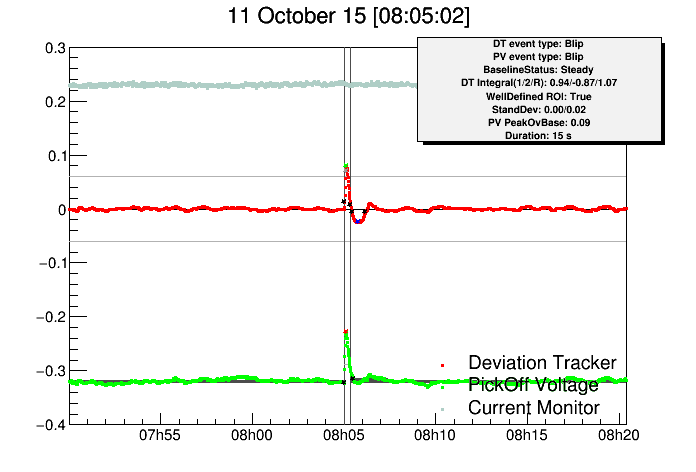 11 October 15 [08:05:02]
DT event type: Blip
PV event type: Blip
BaselineStatus: Steady
DT Integral(1/2/R): 0.94/-0.87/1.07
WellDefined ROI: True
StandDev: 0.00/0.02
PV PeakOvBase: 0.09
Duration: 15 s
0.3
0.2
0.1
0
−0.1
−0.2
−0.3
−0.4
Deviation Tracker
PickOff Voltage
Current Monitor
07h55 08h00 08h05 08h10 08h15 08h20